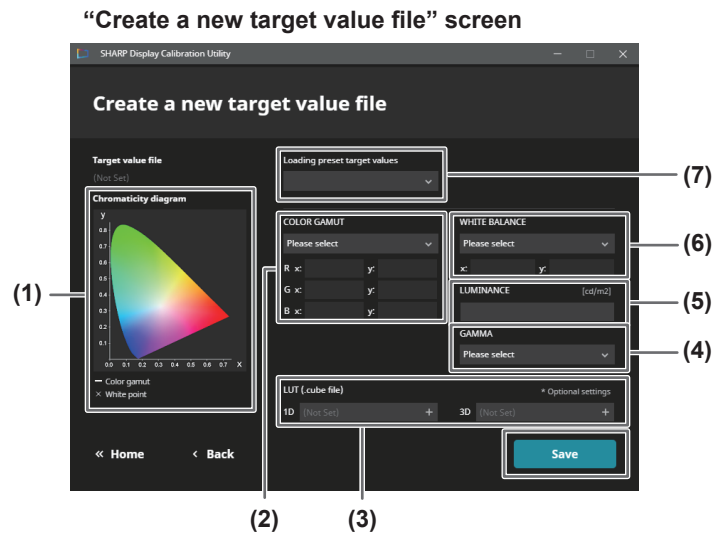 “Create a new target value file” screen
SHARP Display Calibration Utility
Create a new target value file
Target value file
(Not Set)
Loading preset target values
(7)
Chromaticity diagram
y
0.8
0.7
0.6
0.5
0.4
0.3
0.2
0.1
0.0 0.1 0.2 0.3 0.4 0.5 0.6 0.7 X
Color gamut
× White point
(1)
COLOR GAMUT
Please select
R x: y:
G x: y:
B x: y:
WHITE BALANCE
Please select
x: y:
(6)
LUMINANCE [cd/m2]
(5)
GAMMA
Please select
(4)
LUT (.cube file) * Optional settings
1D (Not Set) + 3D (Not Set) +
« Home ‹ Back Save
(2) (3)